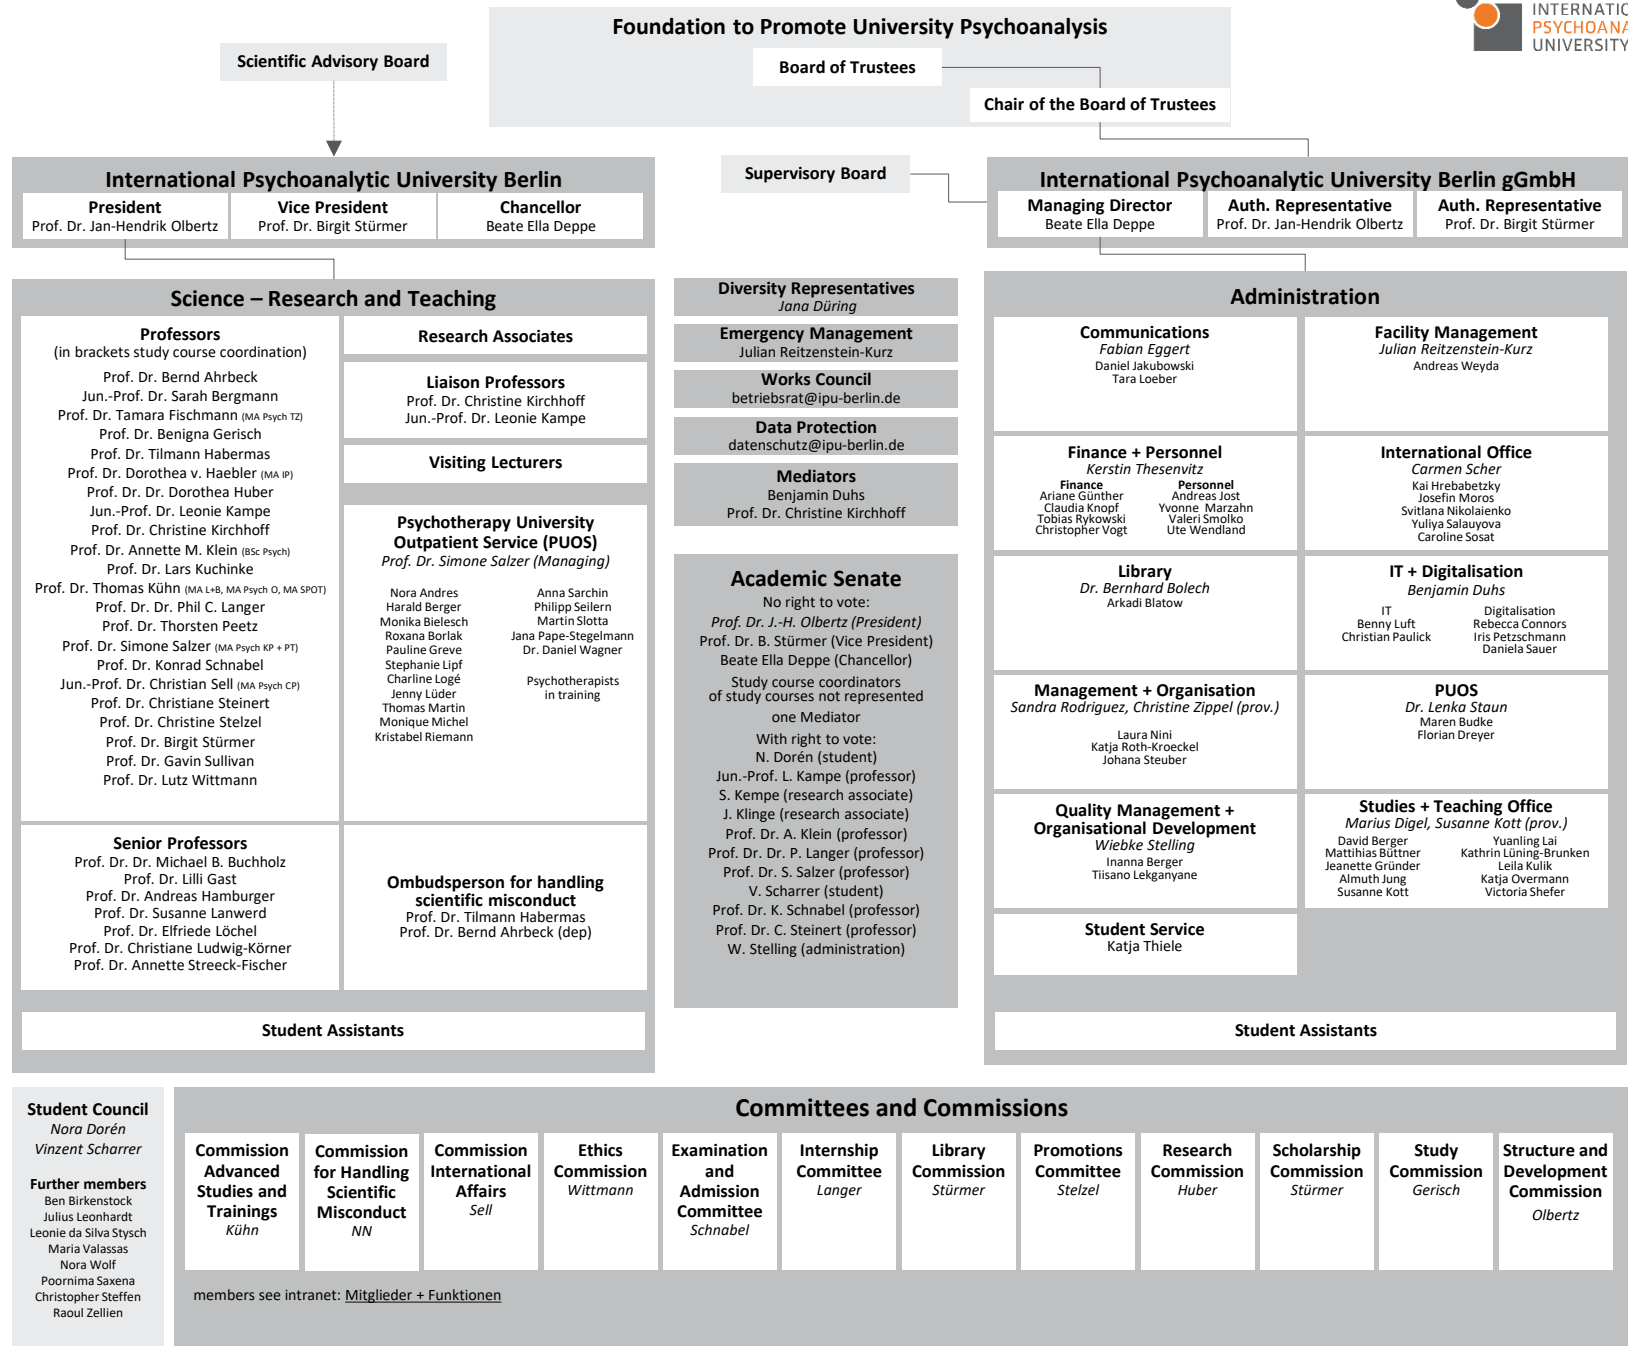 Foundation to Promote University Psychoanalysis
Board of Trustees
Chair of the Board of Trustees
Scientific Advisory Board
PSYCHOANA
UNIVERSITY
Supervisory Board
International Psychoanalytic University Berlin
President
Prof. Dr. Jan-Hendrik Olbertz
Vice President
Prof. Dr. Birgit Stürmer
Chancellor
Beate Ella Deppe
International Psychoanalytic University Berlin gGmbH
Managing Director
Beate Ella Deppe
Auth. Representative
Prof. Dr. Jan-Hendrik Olbertz
Auth. Representative
Prof. Dr. Birgit Stürmer
Science – Research and Teaching
Professors
(in brackets study course coordination)
Prof. Dr. Bernd Ahrbeck
Jun.-Prof. Dr. Sarah Bergmann
Prof. Dr. Tamara Fischmann (MA Psych TZ)
Prof. Dr. Benigna Gerisch
Prof. Dr. Tilmann Habermas
Prof. Dr. Dorothea v. Haebler (MA IP)
Prof. Dr. Dr. Dorothea Huber
Jun.-Prof. Dr. Leonie Kampe
Prof. Dr. Christine Kirchhoff
Prof. Dr. Annette M. Klein (BSc Psych)
Prof. Dr. Lars Kuchinke
Prof. Dr. Thomas Kühn (MA L+B, MA Psych O, MA SPOT)
Prof. Dr. Dr. Phil C. Langer
Prof. Dr. Thorsten Peetz
Prof. Dr. Simone Salzer (MA Psych KP + PT)
Prof. Dr. Konrad Schnabel
Jun.-Prof. Dr. Christian Sell (MA Psych CP)
Prof. Dr. Christiane Steinert
Prof. Dr. Christine Stelzel
Prof. Dr. Birgit Stürmer
Prof. Dr. Gavin Sullivan
Prof. Dr. Lutz Wittmann
Senior Professors
Prof. Dr. Dr. Michael B. Buchholz
Prof. Dr. Lilli Gast
Prof. Dr. Andreas Hamburger
Prof. Dr. Susanne Lanwerd
Prof. Dr. Elfriede Löchel
Prof. Dr. Christiane Ludwig-Körner
Prof. Dr. Annette Streeck-Fischer
Research Associates
Liaison Professors
Prof. Dr. Christine Kirchhoff
Jun.-Prof. Dr. Leonie Kampe
Visiting Lecturers
Psychotherapy University
Outpatient Service (PUOS)
Prof. Dr. Simone Salzer (Managing)
Nora Andres
Harald Berger
Monika Bielesch
Roxana Borlak
Pauline Greve
Stephanie Lipf
Charline Logé
Jenny Lüder
Thomas Martin
Monique Michel
Kristabel Riemann
Anna Sarchin
Philipp Seilern
Martin Slotta
Jana Pape-Stegelmann
Dr. Daniel Wagner
Psychotherapists
in training
Ombudsperson for handling
scientific misconduct
Prof. Dr. Tilmann Habermas
Prof. Dr. Bernd Ahrbeck (dep)
Student Assistants
Diversity Representatives
Jana Düring
Emergency Management
Julian Reitzenstein-Kurz
Works Council
betriebsrat@ipu-berlin.de
Data Protection
datenschutz@ipu-berlin.de
Mediators
Benjamin Duhs
Prof. Dr. Christine Kirchhoff
Academic Senate
No right to vote:
Prof. Dr. J.-H. Olbertz (President)
Prof. Dr. B. Stürmer (Vice President)
Beate Ella Deppe (Chancellor)
Study course coordinators
of study courses not represented
one Mediator
With right to vote:
N. Dorén (student)
Jun.-Prof. L. Kampe (professor)
S. Kempe (research associate)
J. Klinge (research associate)
Prof. Dr. A. Klein (professor)
Prof. Dr. Dr. P. Langer (professor)
Prof. Dr. S. Salzer (professor)
V. Scharrer (student)
Prof. Dr. K. Schnabel (professor)
Prof. Dr. C. Steinert (professor)
W. Stelling (administration)
Administration
Communications
Fabian Eggert
Daniel Jakubowski
Tara Loeber
Facility Management
Julian Reitzenstein-Kurz
Andreas Weyda
Finance + Personnel
Kerstin Thesenvitz
Finance
Ariane Günther
Claudia Knopf
Tobias Rykowski
Christopher Vogt
Personnel
Andreas Jost
Yvonne Marzahn
Valeri Smolko
Ute Wendland
International Office
Carmen Scher
Kai Hrebabetzky
Josefin Moros
Svitlana Nikolaienko
Yuliya Salauyova
Caroline Sosat
Library
Dr. Bernhard Bolech
Arkadi Blatow
IT + Digitalisation
Benjamin Duhs
IT
Benny Luft
Christian Paulick
Digitalisation
Rebecca Connors
Iris Petzschmann
Daniela Sauer
Management + Organisation
Sandra Rodriguez, Christine Zippel (prov.)
Laura Nini
Katja Roth-Kroeckel
Johana Steuber
PUOS
Dr. Lenka Staun
Maren Budke
Florian Dreyer
Quality Management +
Organisational Development
Wiebke Stelling
Inanna Berger
Tiisano Lekganyane
Studies + Teaching Office
Marius Digel, Susanne Kott (prov.)
David Berger
Matthias Büttner
Jeanette Gründer
Almuth Jung
Susanne Kott
Yuanling Lai
Kathrin Lüning-Brunken
Leila Kulik
Katja Overmann
Victoria Shefer
Student Service
Katja Thiele
Student Assistants
Student Council
Nora Dorén
Vinzent Scharrer
Further members
Ben Birkenstock
Julius Leonhardt
Leonie da Silva Stysch
Maria Valassas
Nora Wolf
Poornima Saxena
Christopher Steffen
Raoul Zellien
Committees and Commissions
Commission
Advanced
Studies and
Trainings
Kühn
Commission
for Handling
Scientific
Misconduct
NN
Commission
International
Affairs
Sell
Ethics
Commission
Wittmann
Examination
and
Admission
Committee
Schnabel
Internship
Committee
Langer
Library
Commission
Stürmer
Promotions
Committee
Stelzel
Research
Commission
Huber
Scholarship
Commission
Stürmer
Study
Commission
Gerisch
Structure and
Development
Commission
Olbertz
members see intranet: Mitglieder + Funktionen